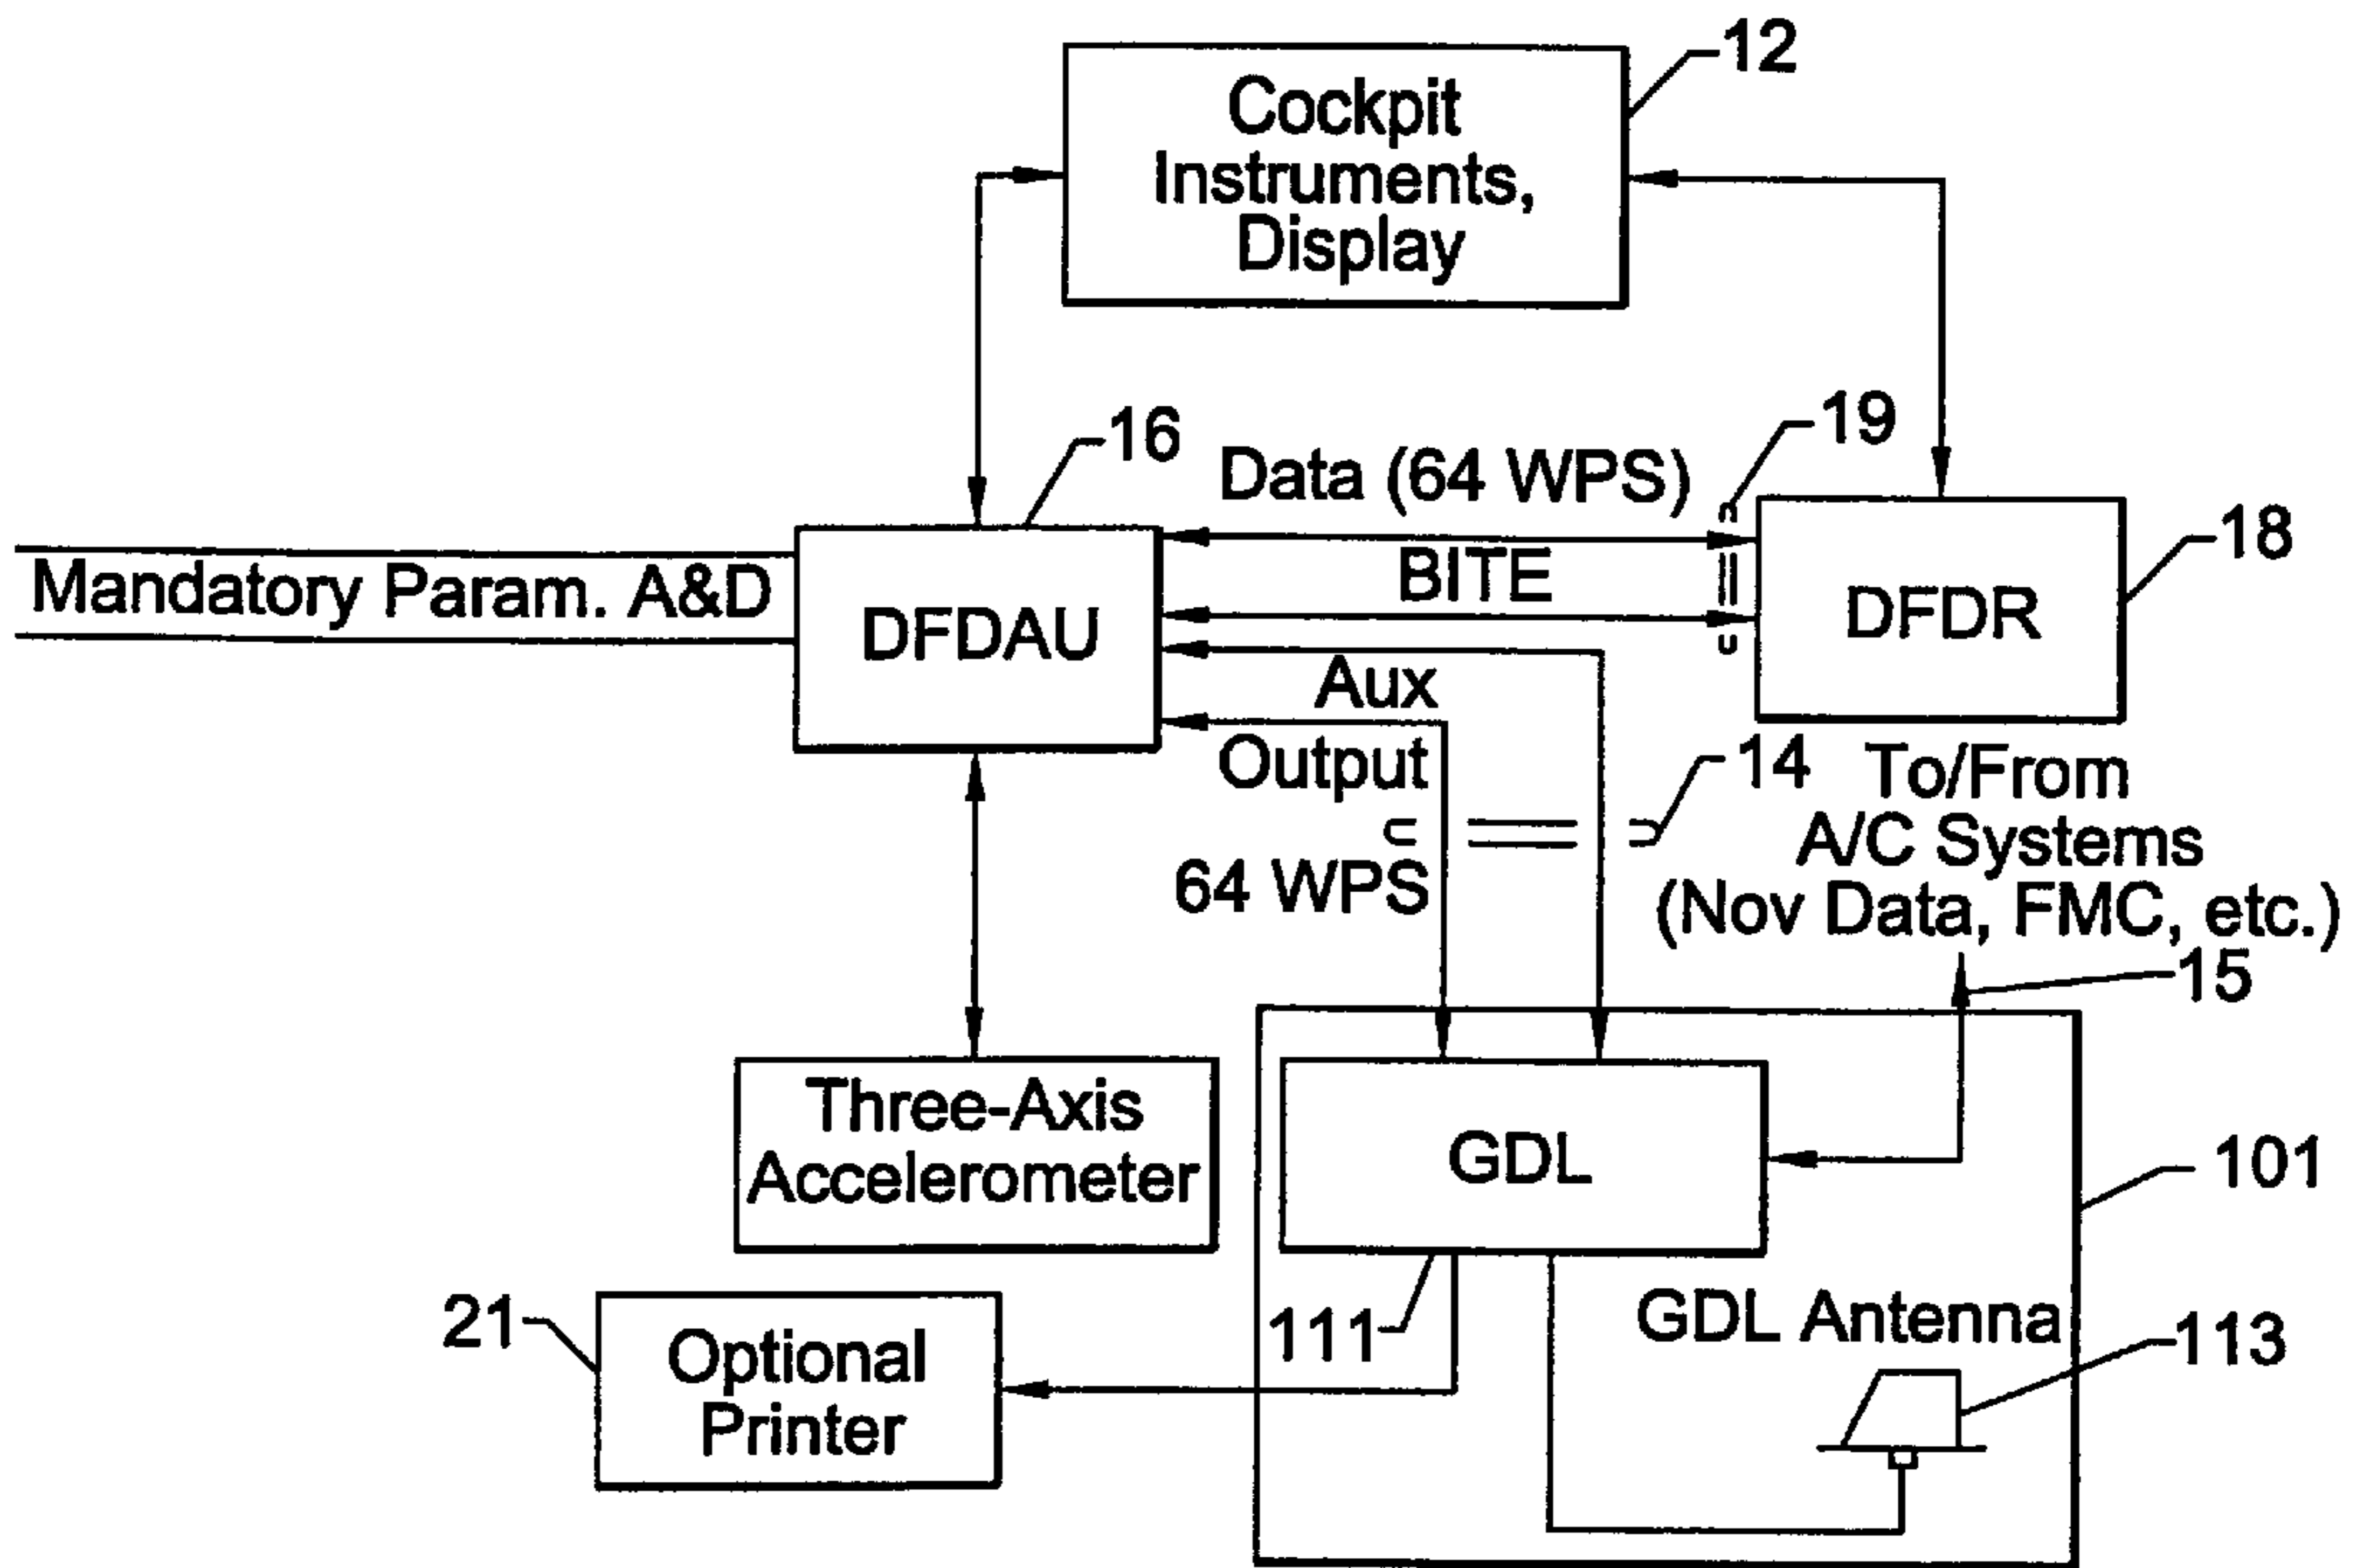 12
Cockpit
Instruments,
Display
16
Data (64 WPS)
19
18
Mandatory Param. A&D
BITE
DFDAU
DFDR
Aux
Output
14
64 WPS
To/From
A/C Systems
(Nov Data, FMC, etc.)
15
Three-Axis
Accelerometer
GDL
101
21
Optional
Printer
111
GDL Antenna
113